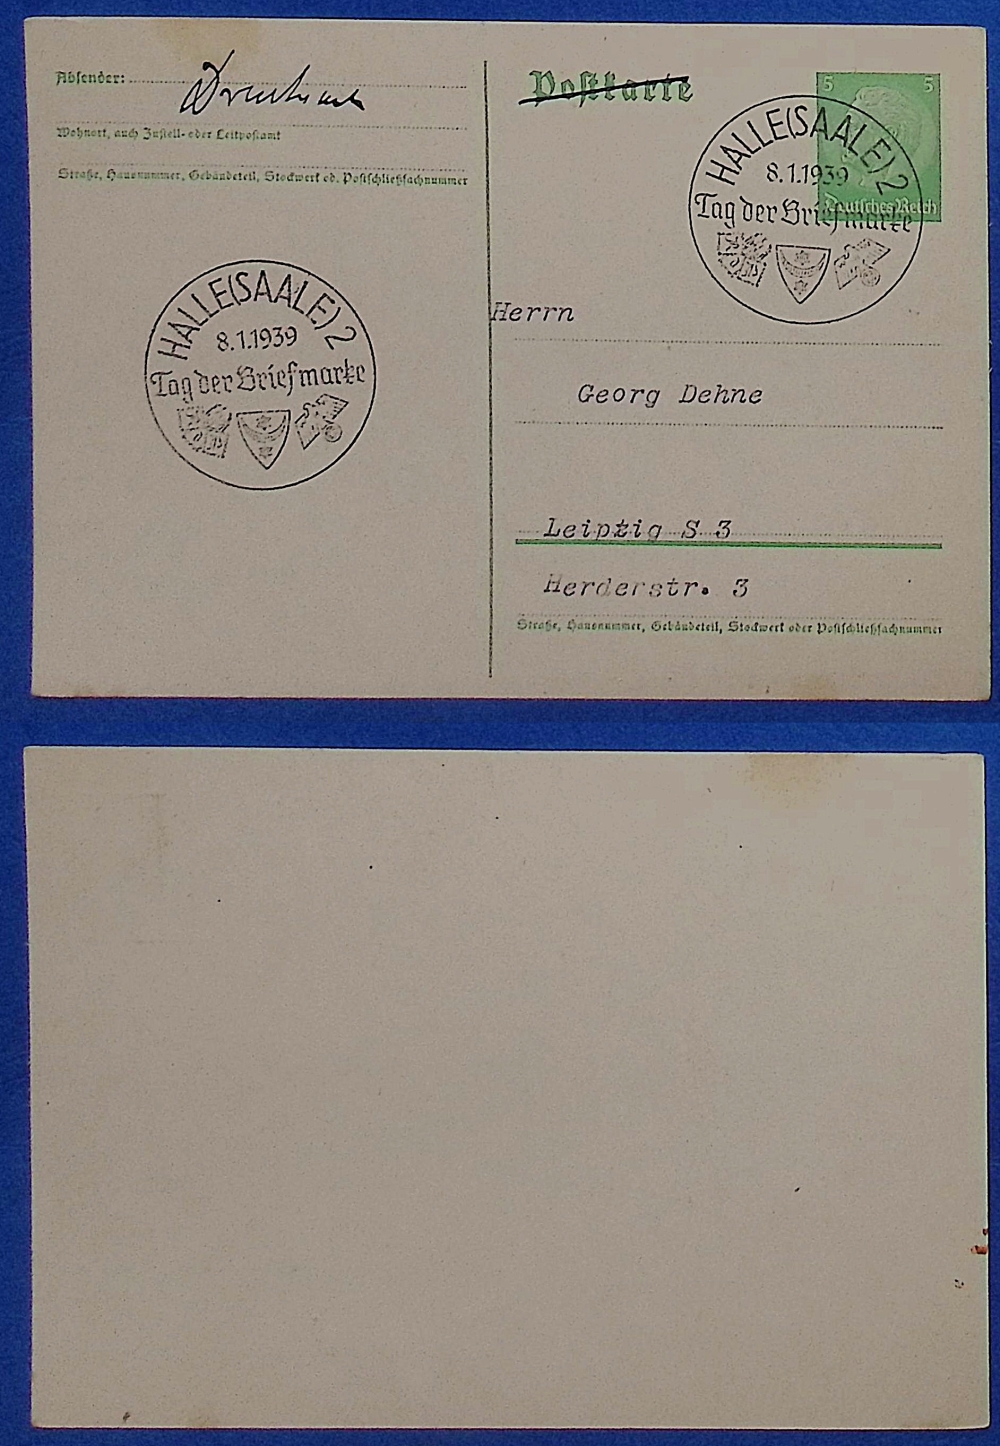 Absender:
Wohnort, auch Zustell- oder Leitpostamt
Straße, Hausnummer, Gebäudeteil, Stockwerk od. Postschließfachnummer
HALLE (SAALE) 2
8.1.1939
Tag der Briefmarke
Postkarte
5 5
Deutsches Reich
HALLE (SAALE) 2
8.1.1939
Tag der Briefmarke
Herrn
Georg Dehne
Leipzig S 3
Herderstr. 3
Straße, Hausnummer, Gebäudeteil, Stockwerk oder Postschließfachnummer